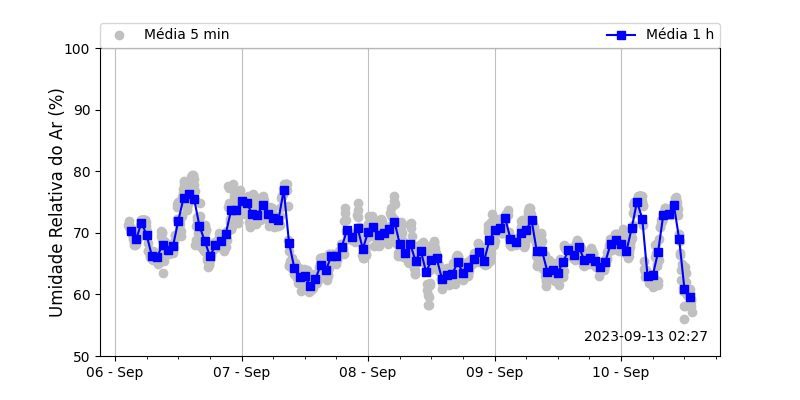 Média 5 min
Média 1 h
Umidade Relativa do Ar (%)
100
90
80
70
60
50
2023-09-13 02:27
06 - Sep
07 - Sep
08 - Sep
09 - Sep
10 - Sep